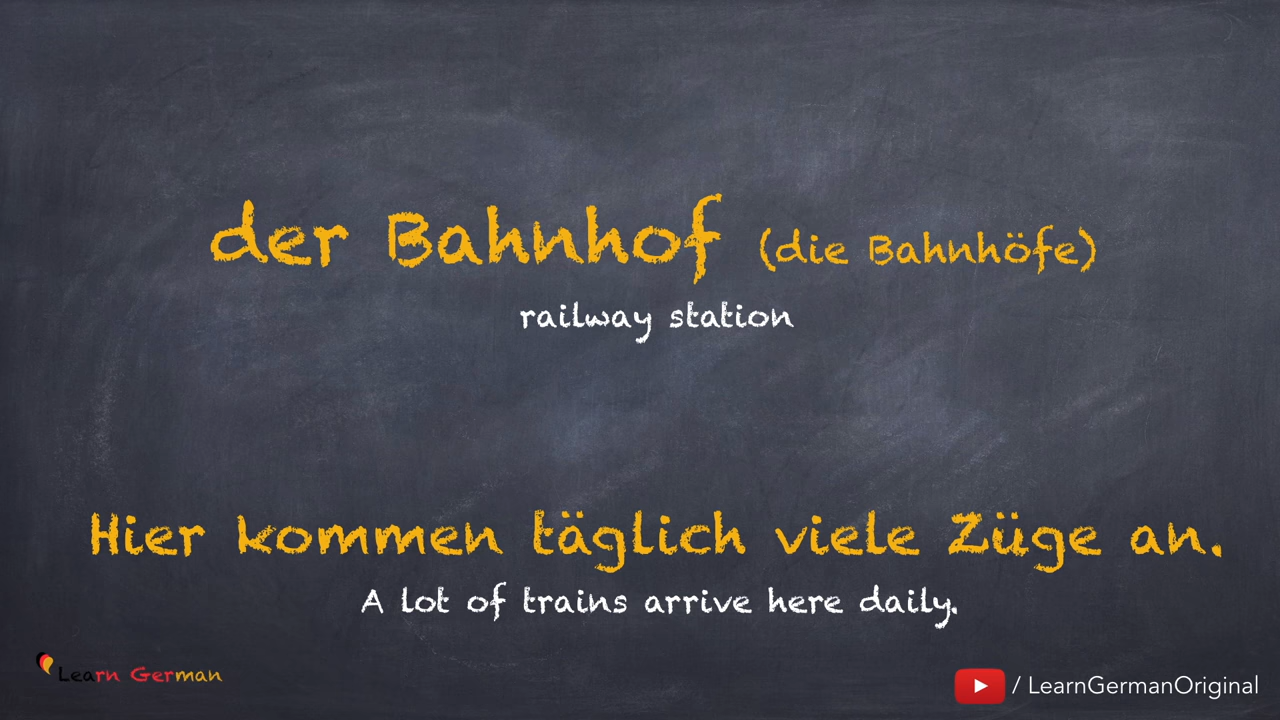 der Bahnhof (die Bahnhöfe)
railway station
Hier kommen täglich viele Züge an.
A lot of trains arrive here daily.
Learn German
/ LearnGermanOriginal